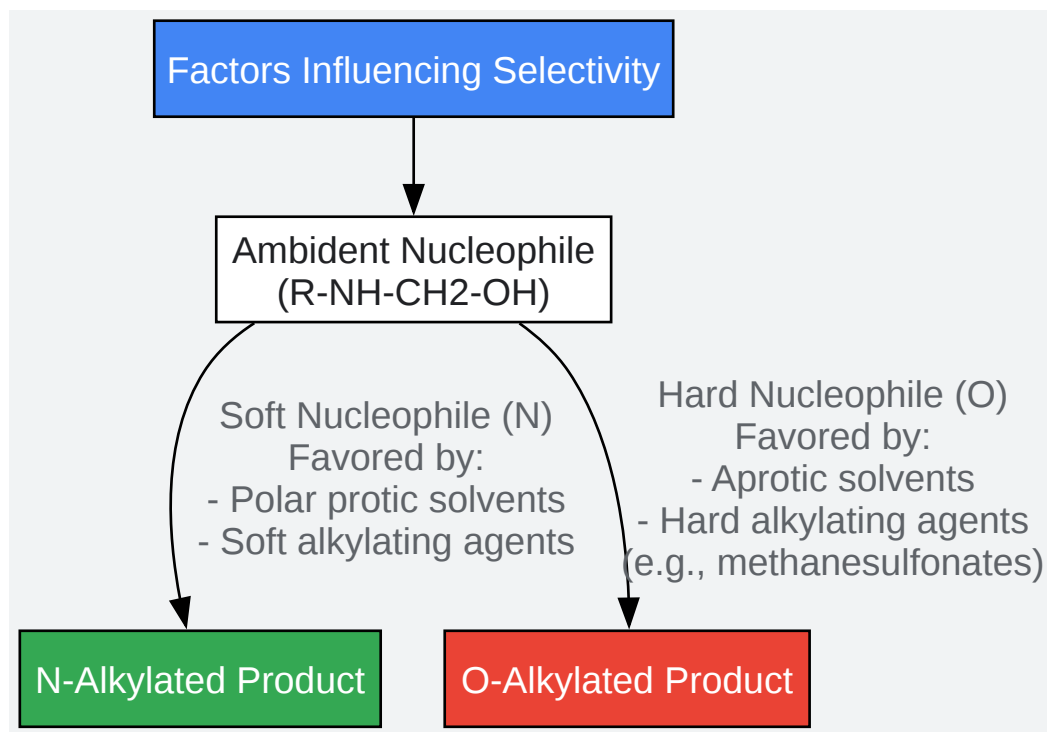 Factors Influencing Selectivity
Ambident Nucleophile
(R-NH-CH2-OH)
Soft Nucleophile (N)
Favored by:
- Polar protic solvents
- Soft alkylating agents
Hard Nucleophile (O)
Favored by:
- Aprotic solvents
- Hard alkylating agents
(e.g., methanesulfonates)
N-Alkylated Product
O-Alkylated Product